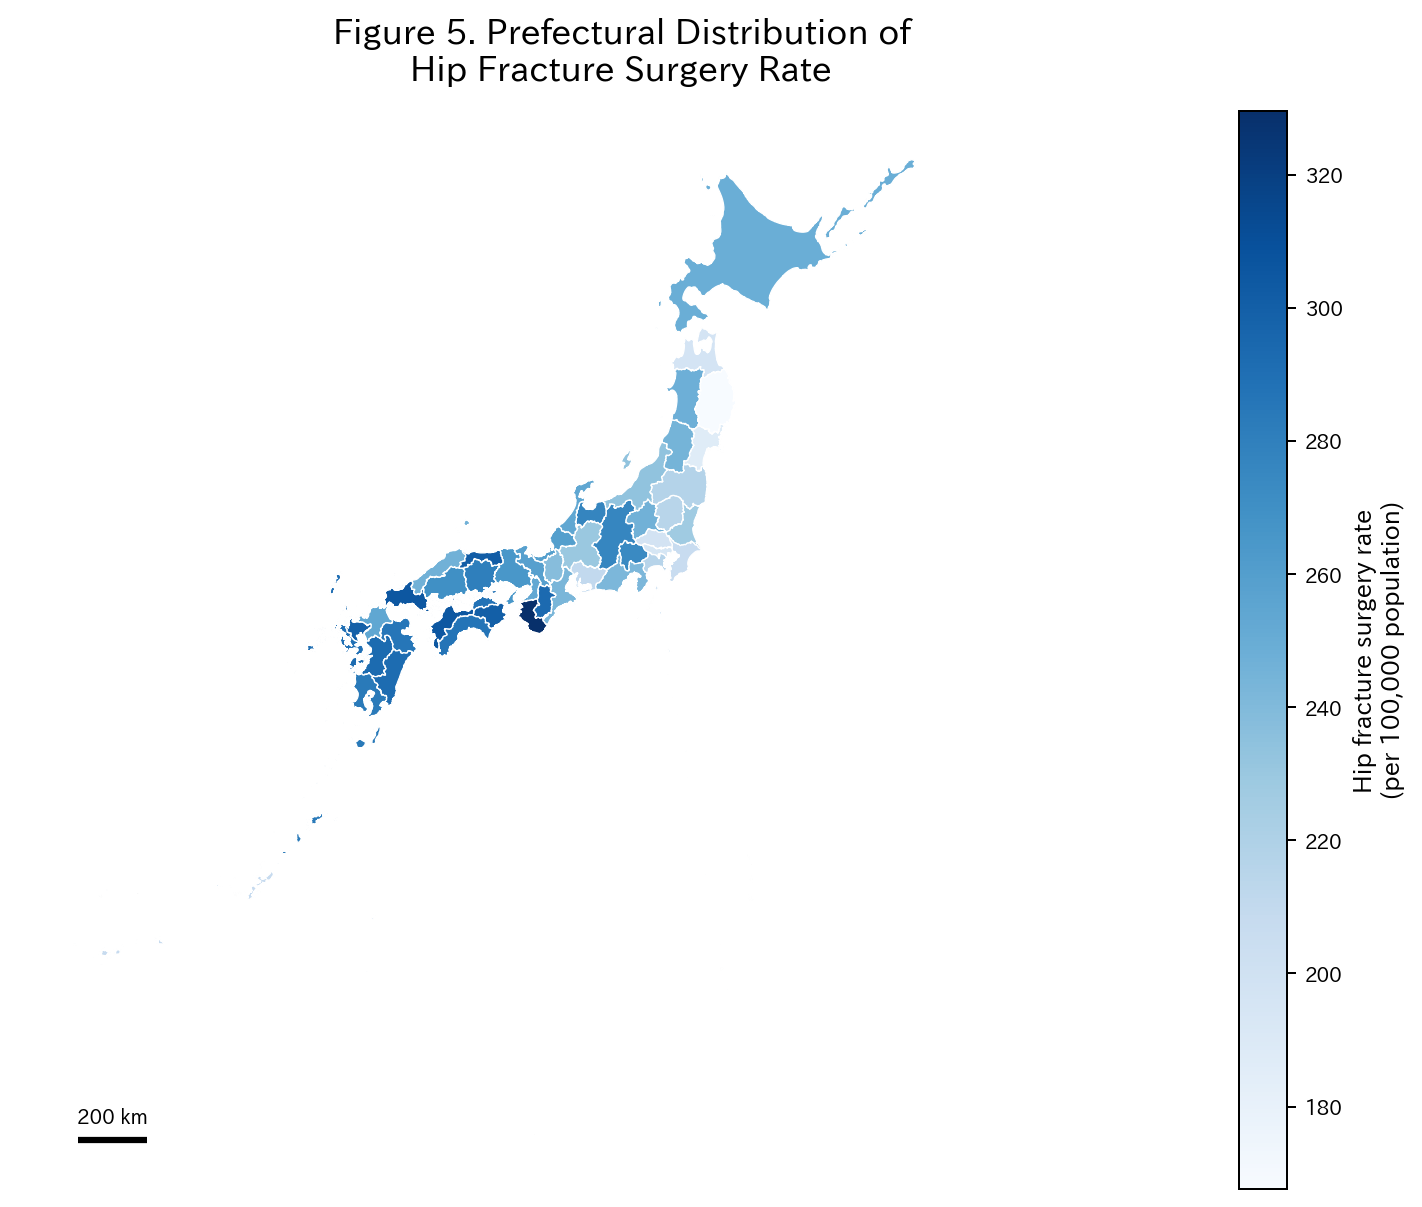 Figure 5. Prefectural Distribution of
Hip Fracture Surgery Rate
320
300
280
260
240
220
200
180
Hip fracture surgery rate
(per 100,000 population)
200 km